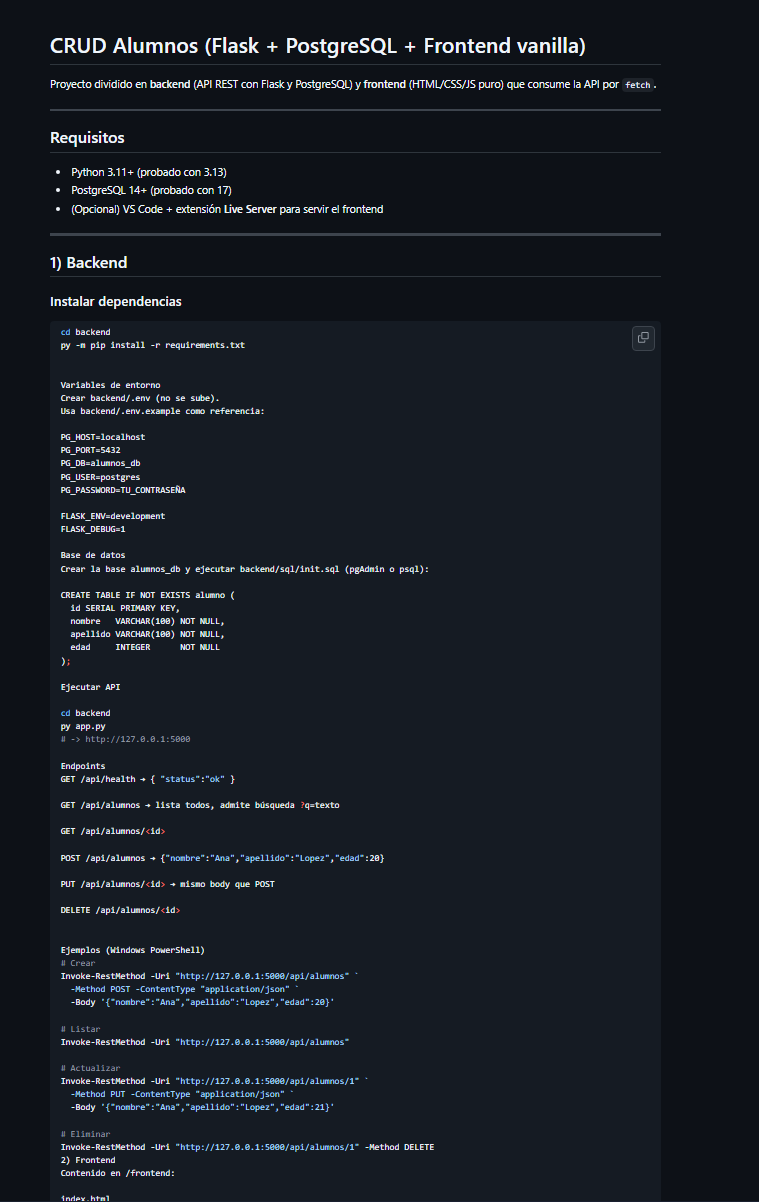 CRUD Alumnos (Flask + PostgreSQL + Frontend vanilla)
Proyecto dividido en backend (API REST con Flask y PostgreSQL) y frontend (HTML/CSS/JS puro) que consume la API por fetch.
Requisitos
• Python 3.11+ (probado con 3.13)
• PostgreSQL 14+ (probado con 17)
• (Opcional) VS Code + extensión Live Server para servir el frontend
1) Backend
Instalar dependencias
cd backend
py -m pip install -r requirements.txt
Variables de entorno
Crear backend/.env (no se sube).
Usa backend/.env.example como referencia:
PG_HOST=localhost
PG_PORT=5432
PG_DB=alumnos_db
PG_USER=postgres
PG_PASSWORD=TU_CONTRASEÑA
FLASK_ENV=development
FLASK_DEBUG=1
Base de datos
Crear la base alumnos_db y ejecutar backend/sql/init.sql (pgAdmin o psql):
CREATE TABLE IF NOT EXISTS alumno (
  id SERIAL PRIMARY KEY,
  nombre   VARCHAR(100) NOT NULL,
  apellido VARCHAR(100) NOT NULL,
  edad     INTEGER      NOT NULL
);
Ejecutar API
cd backend
py app.py
# -> http://127.0.0.1:5000
Endpoints
GET /api/health → { "status":"ok" }
GET /api/alumnos → lista todos, admite búsqueda ?q=texto
GET /api/alumnos/<id>
POST /api/alumnos → {"nombre":"Ana","apellido":"Lopez","edad":20}
PUT /api/alumnos/<id> → mismo body que POST
DELETE /api/alumnos/<id>
Ejemplos (Windows PowerShell)
# Crear
Invoke-RestMethod -Uri "http://127.0.0.1:5000/api/alumnos" `
  -Method POST -ContentType "application/json" `
  -Body '{"nombre":"Ana","apellido":"Lopez","edad":20}'
# Listar
Invoke-RestMethod -Uri "http://127.0.0.1:5000/api/alumnos"
# Actualizar
Invoke-RestMethod -Uri "http://127.0.0.1:5000/api/alumnos/1" `
  -Method PUT -ContentType "application/json" `
  -Body '{"nombre":"Ana","apellido":"Lopez","edad":21}'
# Eliminar
Invoke-RestMethod -Uri "http://127.0.0.1:5000/api/alumnos/1" -Method DELETE
2) Frontend
Contenido en /frontend:
index.html